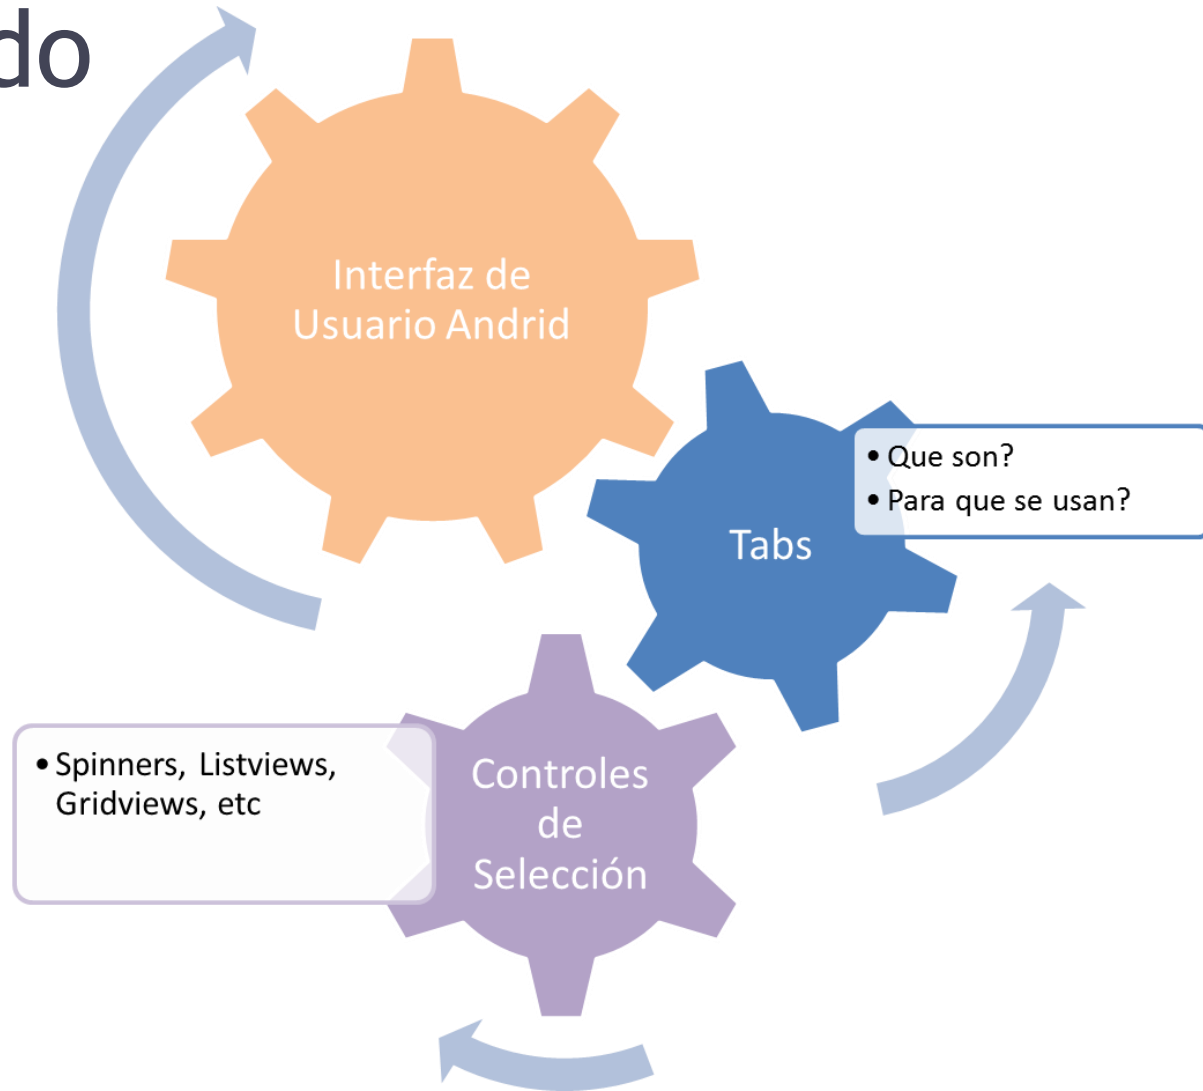 do
Interfaz de
Usuario Andrid
• Que son?
• Para que se usan?
Tabs
• Spinners, Listviews,
Gridviews, etc
Controles
de
Selección